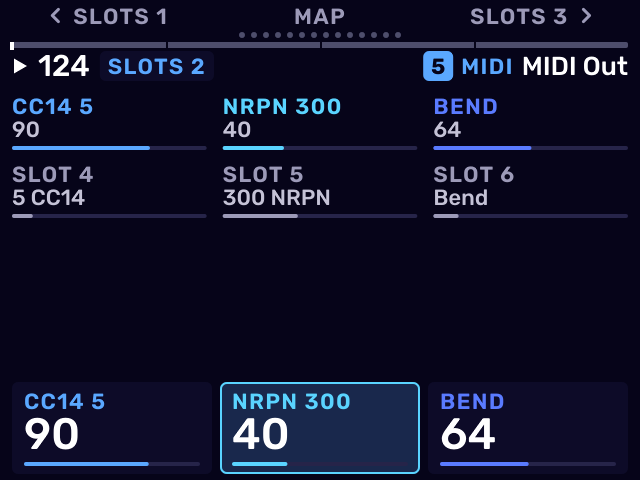 SLOTS 1 MAP SLOTS 3
124 SLOTS 2 5 MIDI MIDI Out
CC14 5 NRPN 300 BEND
90 40 64
SLOT 4 SLOT 5 SLOT 6
5 CC14 300 NRPN Bend
CC14 5 NRPN 300 BEND
90 40 64